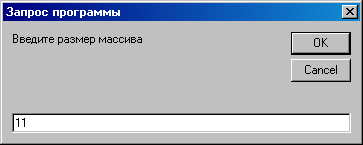 Запрос программы
Введите размер массива
OK
Cancel
11